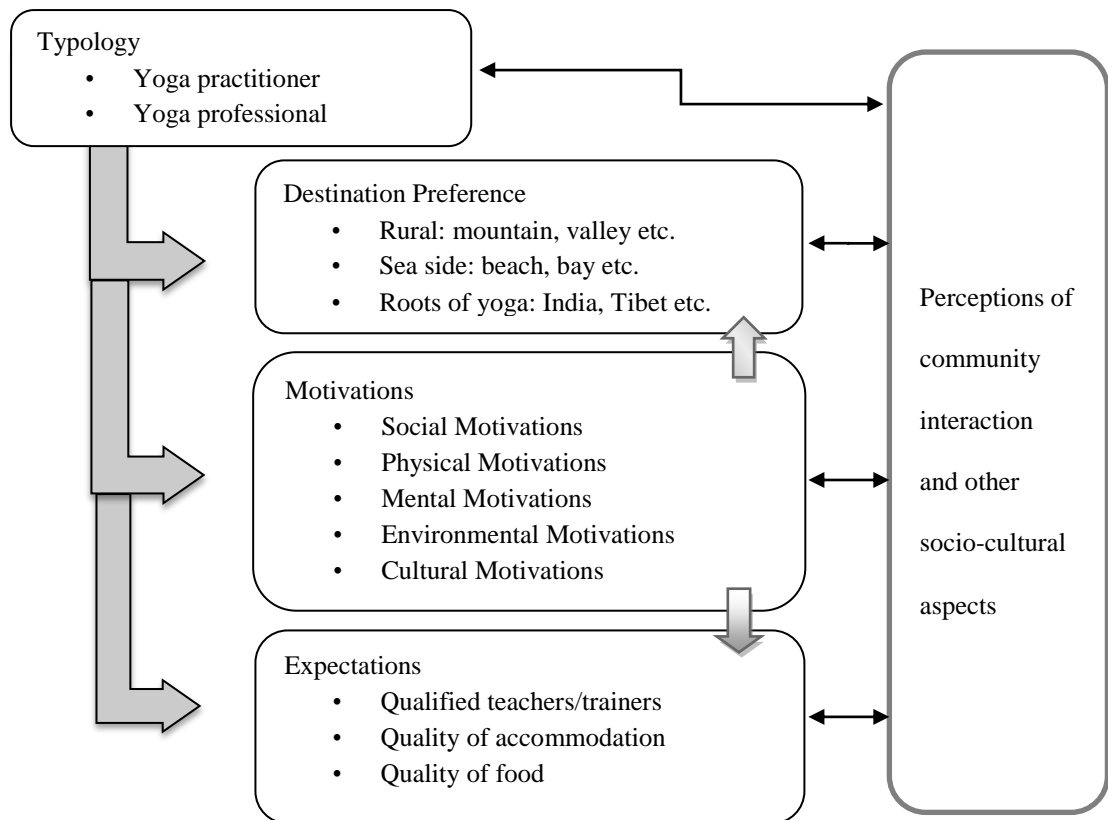 Typology
• Yoga practitioner
• Yoga professional
Destination Preference
• Rural: mountain, valley etc.
• Sea side: beach, bay etc.
• Roots of yoga: India, Tibet etc.
Motivations
• Social Motivations
• Physical Motivations
• Mental Motivations
• Environmental Motivations
• Cultural Motivations
Expectations
• Qualified teachers/trainers
• Quality of accommodation
• Quality of food
Perceptions of
community
interaction
and other
socio-cultural
aspects